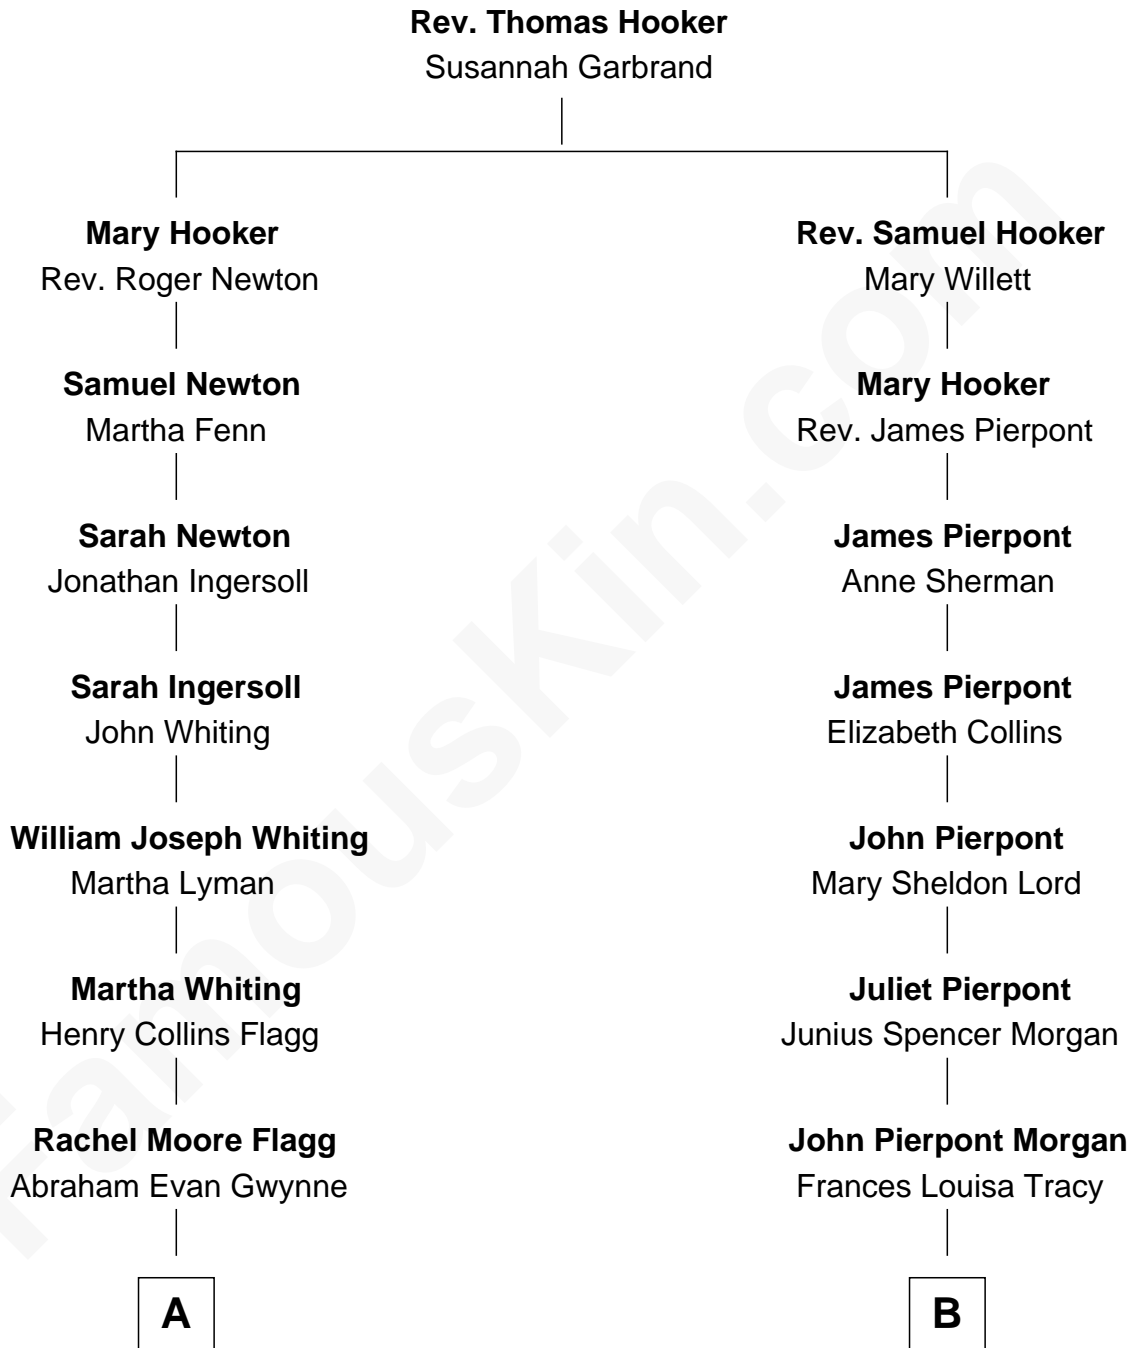 Rev. Thomas Hooker
Susannah Garbrand
Mary Hooker
Rev. Roger Newton
Samuel Newton
Martha Fenn
Sarah Newton
Jonathan Ingersoll
Sarah Ingersoll
John Whiting
William Joseph Whiting
Martha Lyman
Martha Whiting
Henry Collins Flagg
Rachel Moore Flagg
Abraham Evan Gwynne
A
Rev. Samuel Hooker
Mary Willett
Mary Hooker
Rev. James Pierpont
James Pierpont
Anne Sherman
James Pierpont
Elizabeth Collins
John Pierpont
Mary Sheldon Lord
Juliet Pierpont
Junius Spencer Morgan
John Pierpont Morgan
Frances Louisa Tracy
B
FamousKin.com